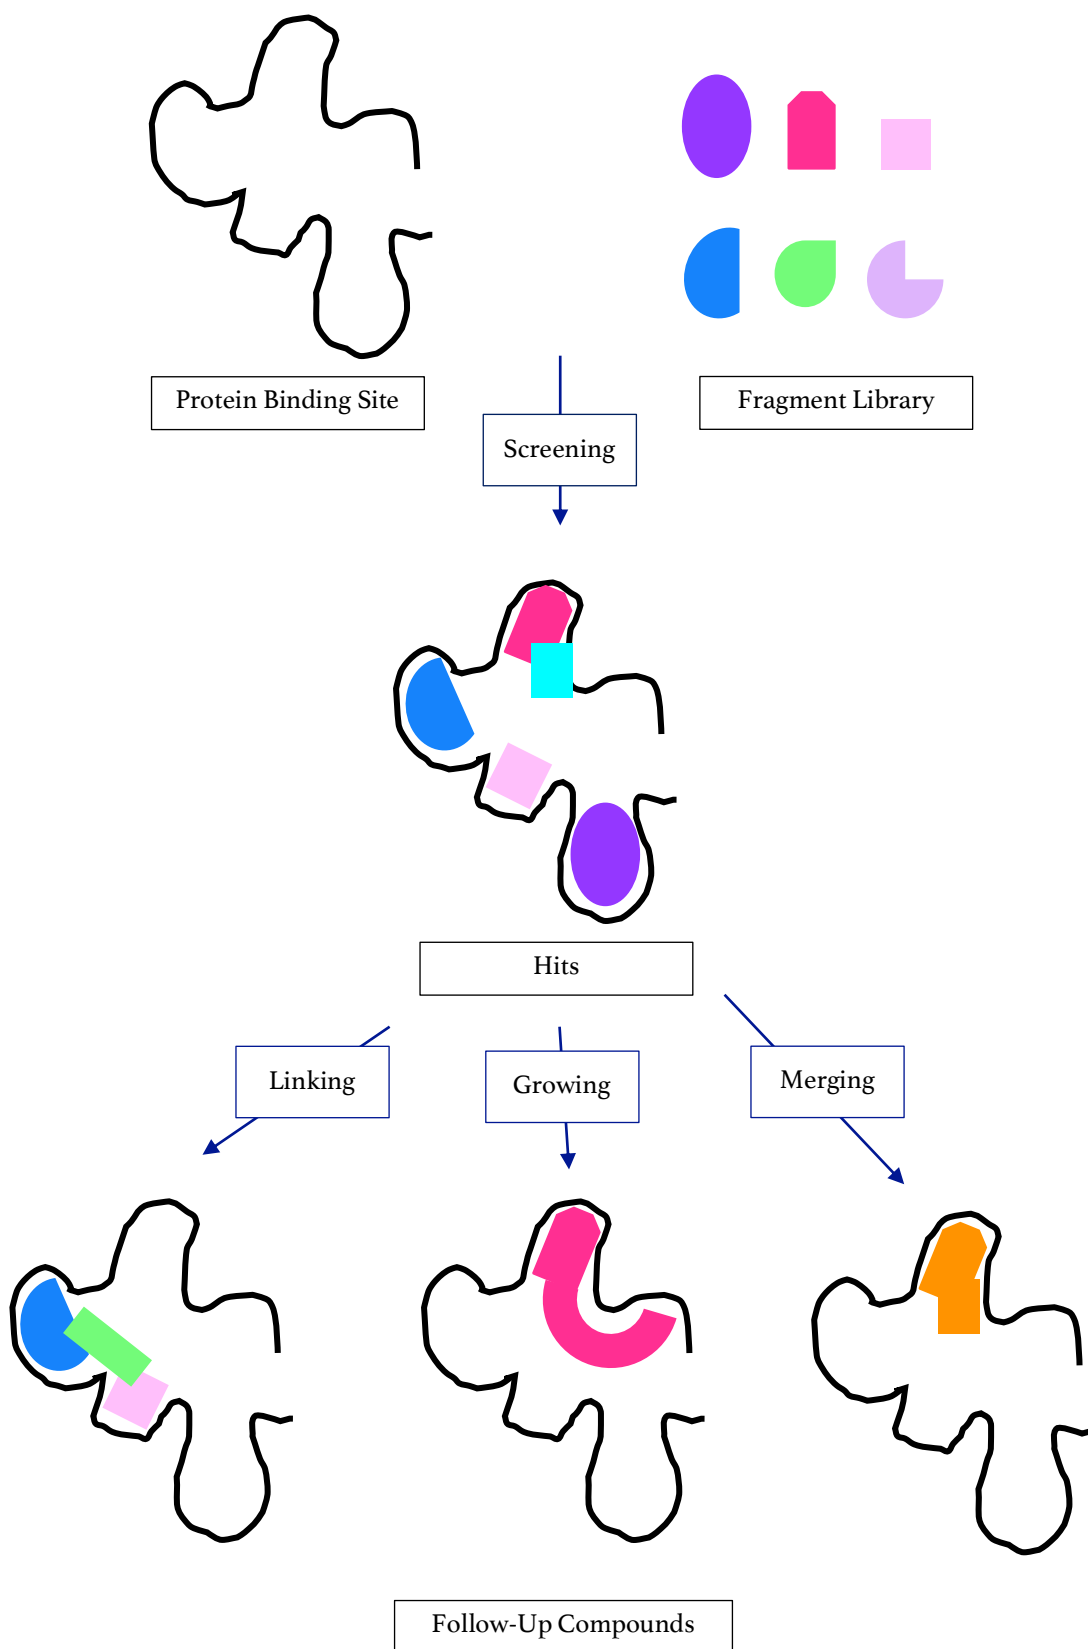 Protein Binding Site
Fragment Library
Screening
Hits
Linking
Growing
Merging
Follow-Up Compounds